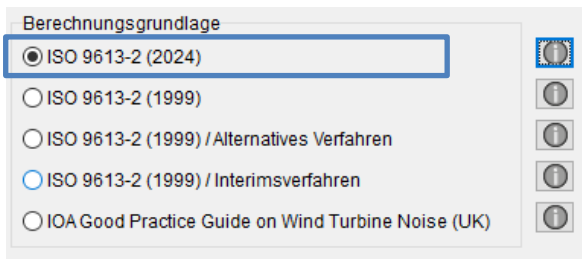 Berechnungsgrundlage
ISO 9613-2 (2024)
ISO 9613-2 (1999)
ISO 9613-2 (1999) / Alternatives Verfahren
ISO 9613-2 (1999) / Interimsverfahren
IOA Good Practice Guide on Wind Turbine Noise (UK)